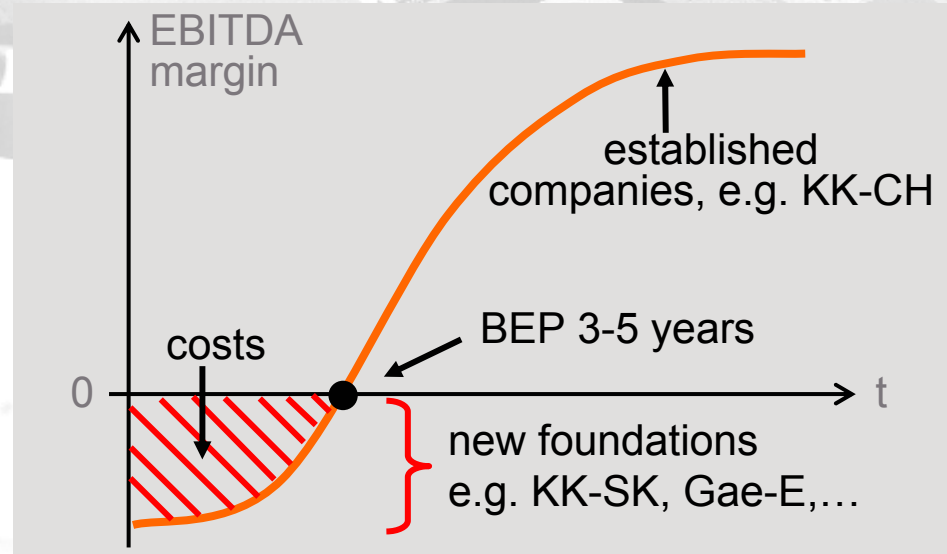 EBITDA
margin
established
companies, e.g. KK-CH
BEP 3-5 years
costs
0
t
new foundations
e.g. KK-SK, Gae-E,…